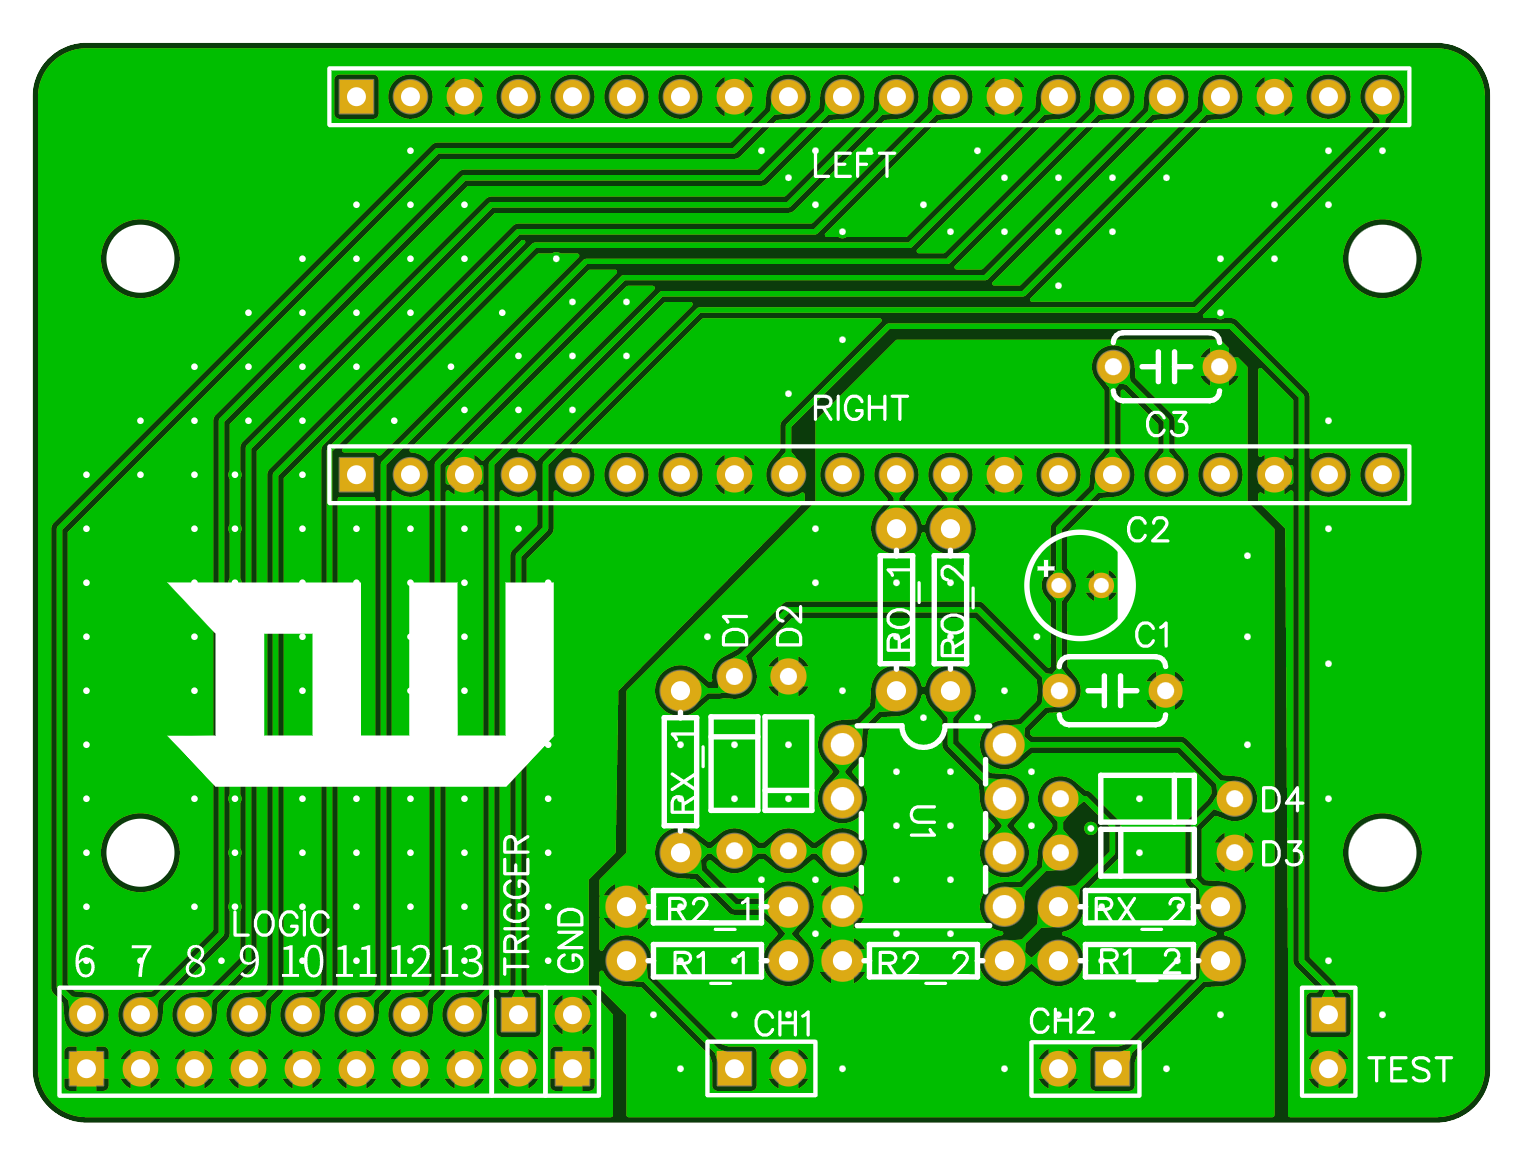 LEFT
RIGHT
C3
C2
RO_1
RO_2
D1
D2
C1
RX_1
U1
D4
D3
TRIGGER
GND
LOGIC
R2_1
RX_2
6 7 8 9 10 11 12 13
R1_1
R2_2
R1_2
CH1
CH2
TEST